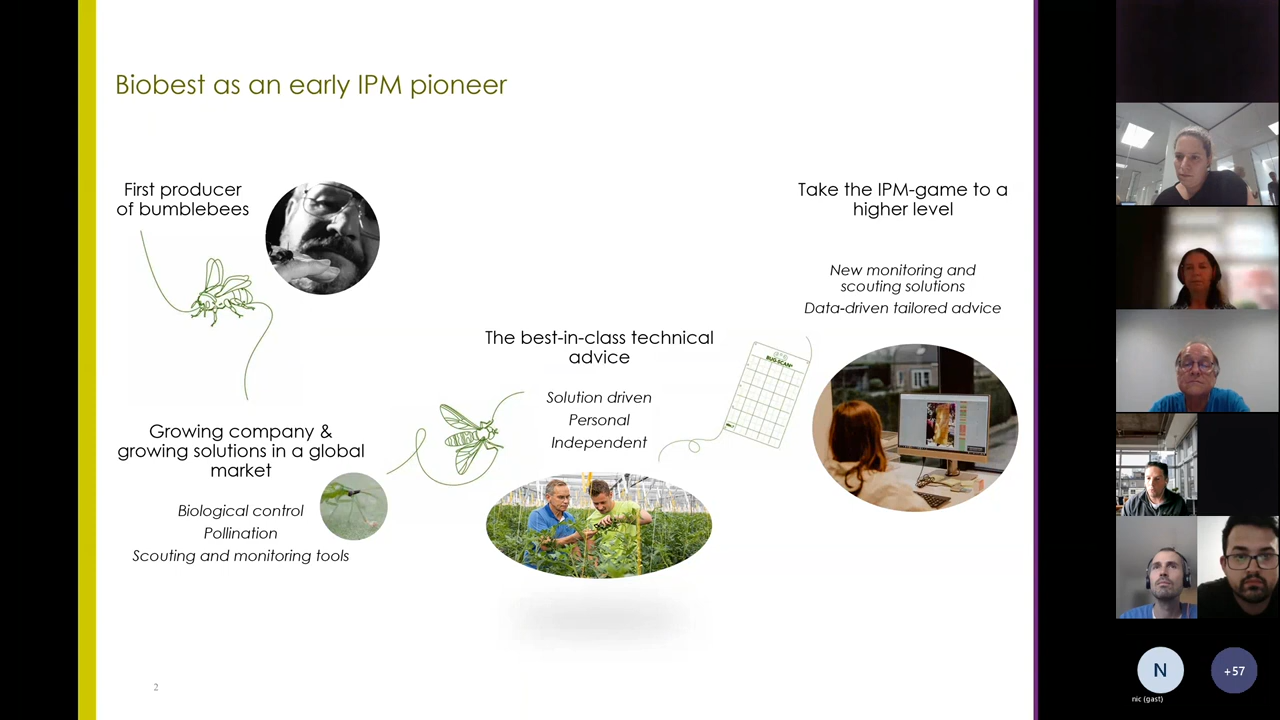 Biobest as an early IPM pioneer
First producer
of bumblebees
Growing company &
growing solutions in a global
market
Biological control
Pollination
Scouting and monitoring tools
The best-in-class technical
advice
Solution driven
Personal
Independent
BUG-SCAN®
Take the IPM-game to a
higher level
New monitoring and
scouting solutions
Data-driven tailored advice
2
N
+57
nic (gast)